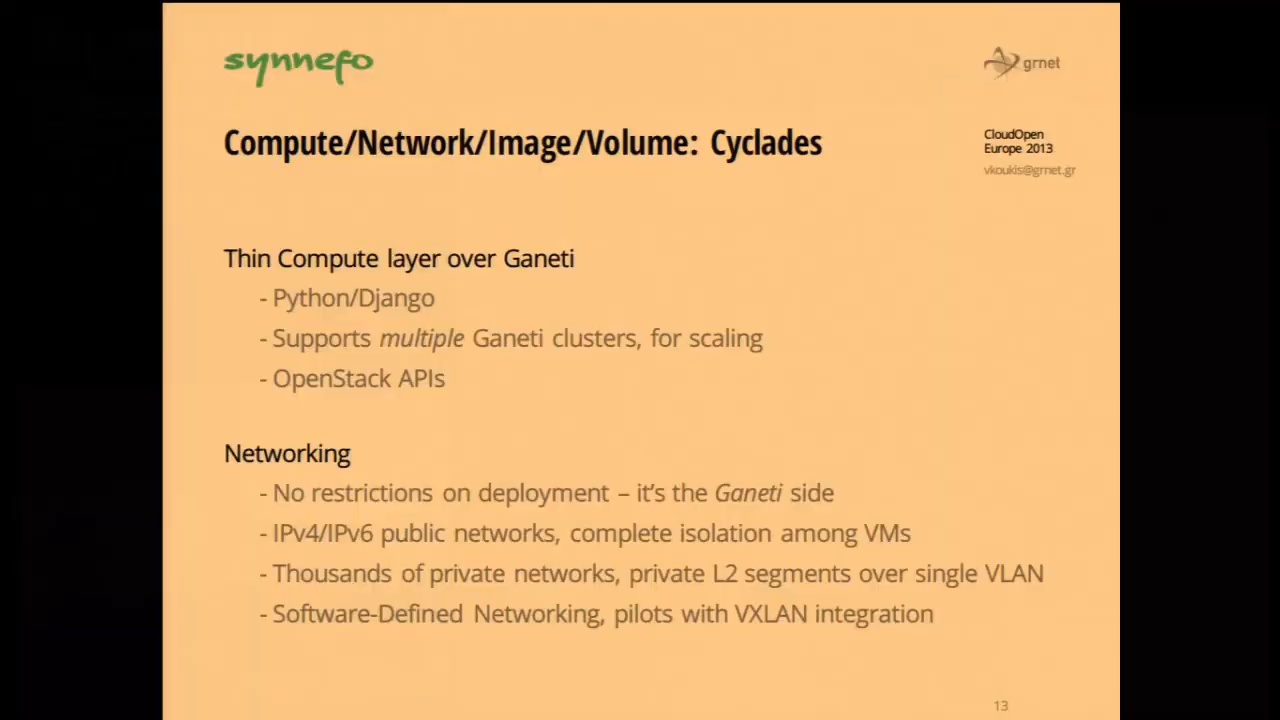 synnefo
grnet
Compute/Network/Image/Volume: Cyclades
CloudOpen
Europe 2013
vkoukis@grnet.gr
Thin Compute layer over Ganeti
- Python/Django
- Supports multiple Ganeti clusters, for scaling
- OpenStack APIs
Networking
- No restrictions on deployment – it's the Ganeti side
- IPv4/IPv6 public networks, complete isolation among VMs
- Thousands of private networks, private L2 segments over single VLAN
- Software-Defined Networking, pilots with VXLAN integration
13